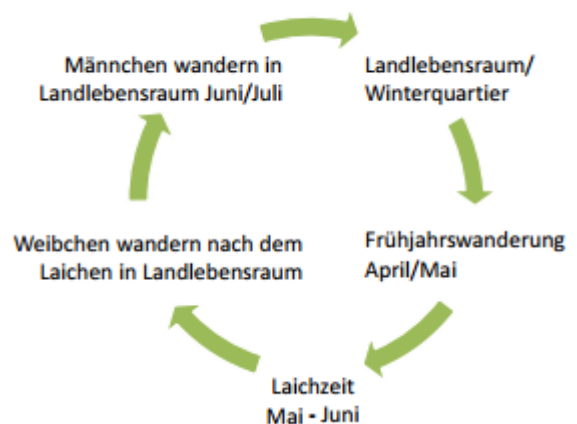 Männchen wandern in
Landlebensraum Juni/Juli
Landlebensraum/
Winterquartier
Frühjahrswanderung
April/Mai
Laichzeit
Mai - Juni
Weibchen wandern nach dem
Laichen in Landlebensraum